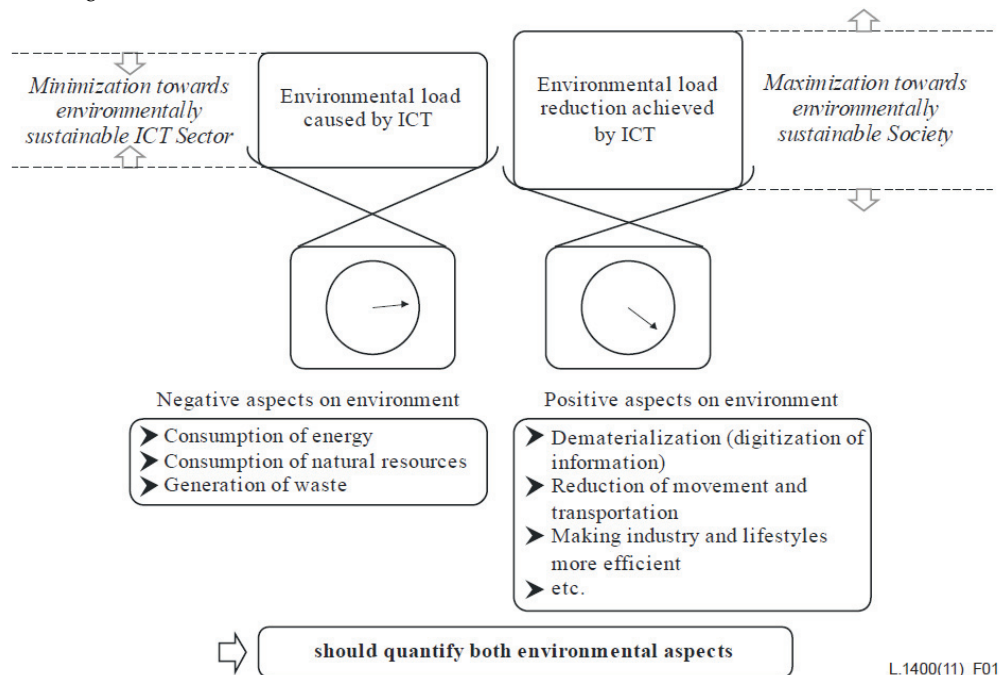 Minimization towards
environmentally
sustainable ICT Sector
Environmental load
caused by ICT
Environmental load
reduction achieved
by ICT
Maximization towards
environmentally
sustainable Society
Negative aspects on environment
➤ Consumption of energy
➤ Consumption of natural resources
➤ Generation of waste
Positive aspects on environment
➤ Dematerialization (digitization of
information)
➤ Reduction of movement and
transportation
➤ Making industry and lifestyles
more efficient
➤ etc.
should quantify both environmental aspects
L.1400(11)_F01